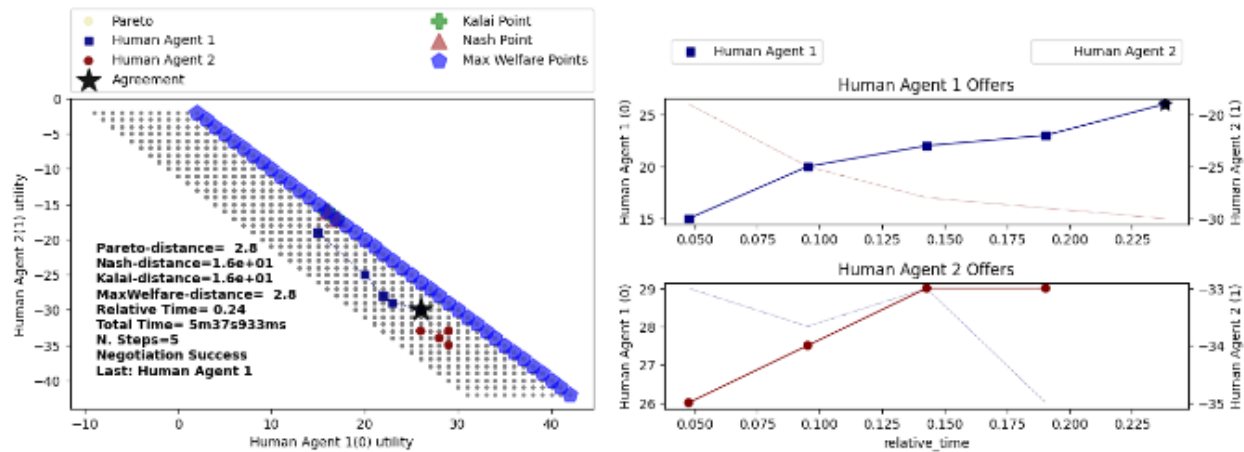 Pareto
Human Agent 1
Human Agent 2
Agreement
Kalai Point
Nash Point
Max Welfare Points
0
−5
−10
−15
−20
−25
−30
−35
−40
Human Agent 2(1) utility
Pareto-distance= 2.8
Nash-distance=1.6e+01
Kalai-distance=1.6e+01
MaxWelfare-distance= 2.8
Relative Time= 0.24
Total Time= 5m37s933ms
N. Steps=5
Negotiation Success
Last: Human Agent 1
−10 0 10 20 30 40
Human Agent 1(0) utility
Human Agent 1
Human Agent 2
Human Agent 1 Offers
Human Agent 1 (0)
25
20
15
−20
−25
−30
Human Agent 2 (1)
0.050 0.075 0.100 0.125 0.150 0.175 0.200 0.225
Human Agent 2 Offers
Human Agent 1 (0)
29
28
27
26
−33
−34
−35
Human Agent 2 (1)
0.050 0.075 0.100 0.125 0.150 0.175 0.200 0.225
relative_time